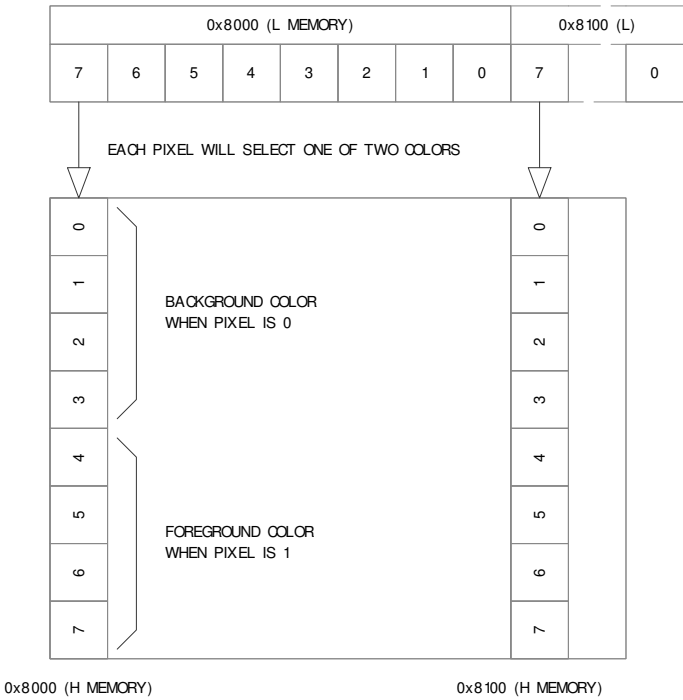 0x8000 (L MEMORY) 0x8100 (L)
7 6 5 4 3 2 1 0 7 0
EACH PIXEL WILL SELECT ONE OF TWO COLORS
0 0
1 1
BACKGROUND COLOR
WHEN PIXEL IS 0
2 2
3 3
4 4
5 5
FOREGROUND COLOR
WHEN PIXEL IS 1
6 6
7 7
0x8000 (H MEMORY) 0x8100 (H MEMORY)